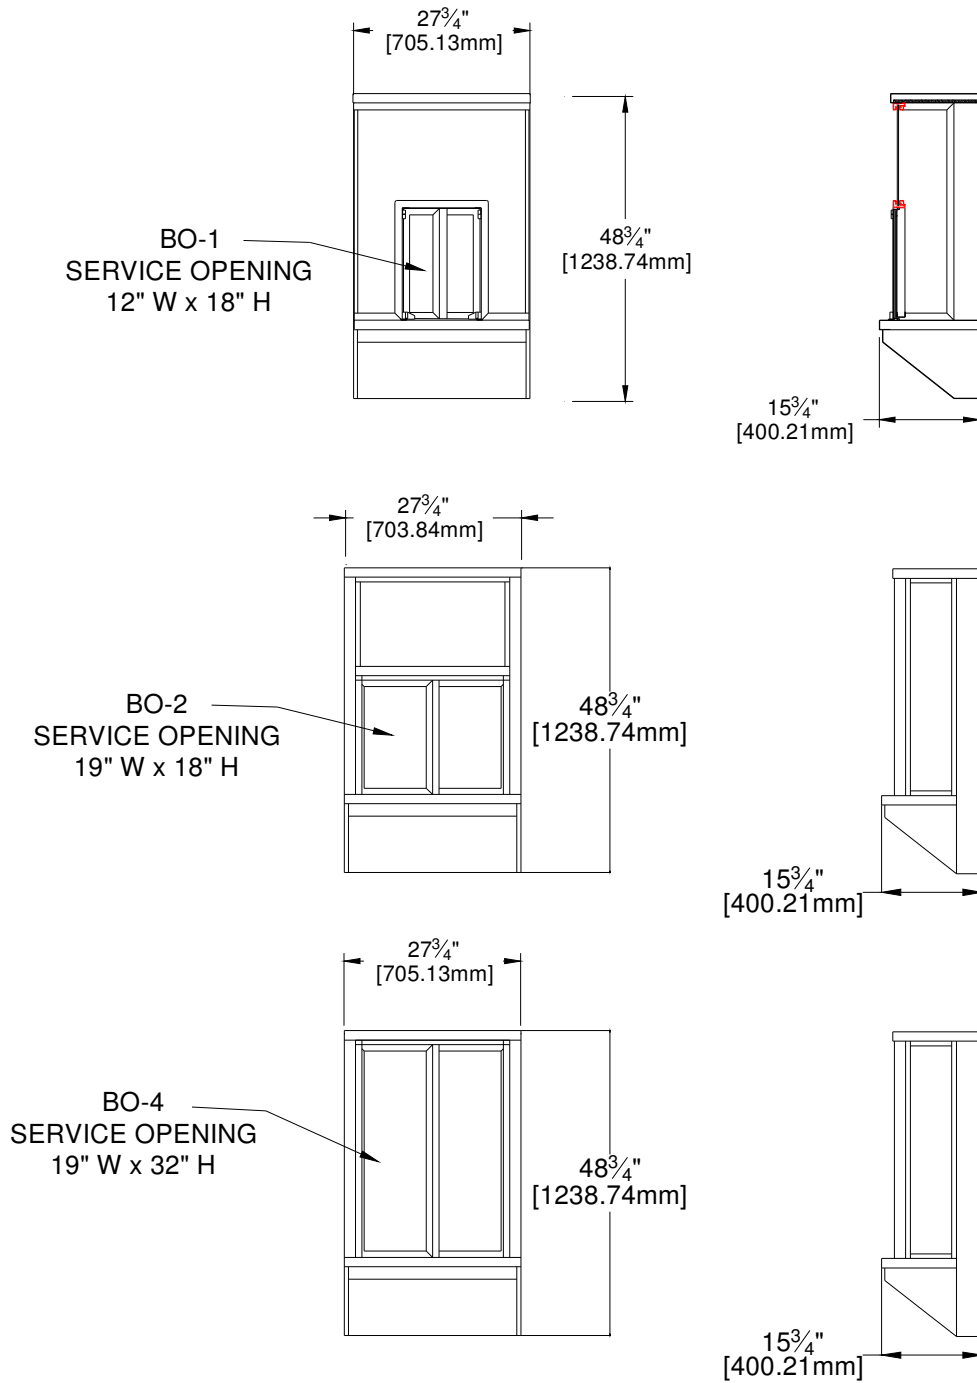 27¾"
[705.13mm]
BO-1
SERVICE OPENING
12" W x 18" H
48¾"
[1238.74mm]
15¾"
[400.21mm]
27¾"
[703.84mm]
BO-2
SERVICE OPENING
19" W x 18" H
48¾"
[1238.74mm]
15¾"
[400.21mm]
27¾"
[705.13mm]
BO-4
SERVICE OPENING
19" W x 32" H
48¾"
[1238.74mm]
15¾"
[400.21mm]